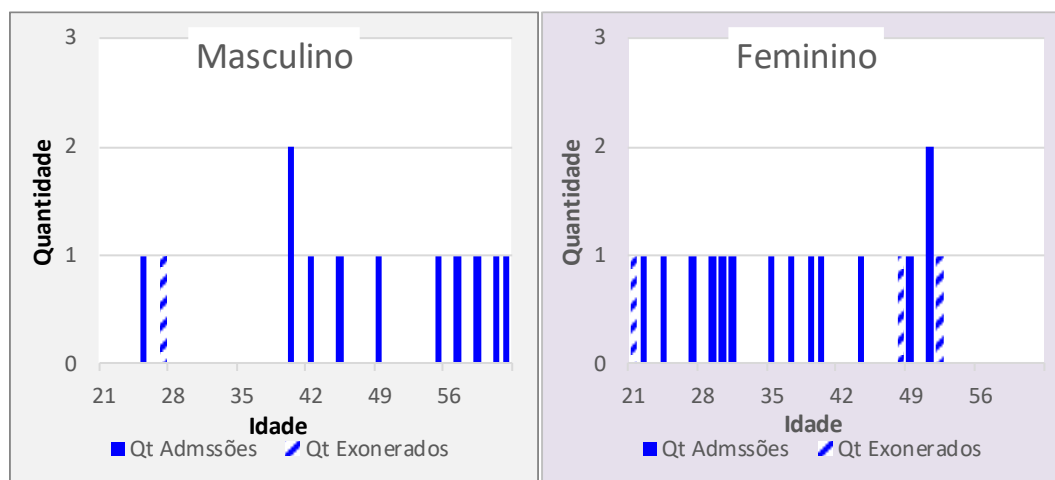 Masculino
Quantidade
3
2
1
0
21 28 35 42 49 56
Idade
Qt Admssões Qt Exonerados
Feminino
Quantidade
3
2
1
0
21 28 35 42 49 56
Idade
Qt Admssões Qt Exonerados